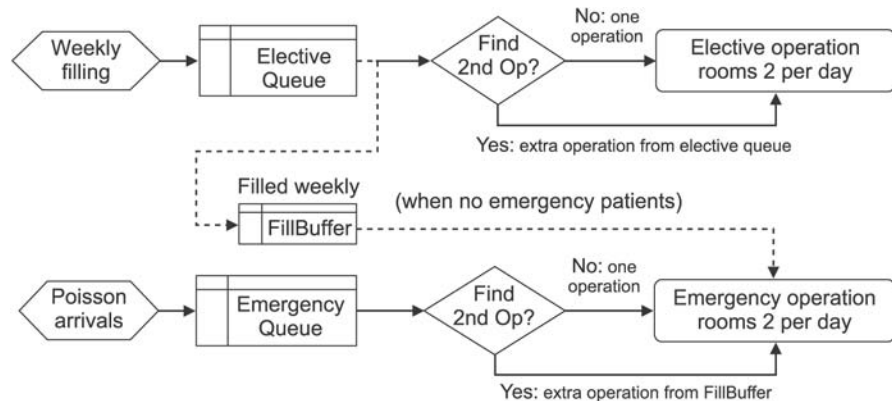 Weekly
filling
Elective
Queue
Find
2nd Op?
No: one
operation
Elective operation
rooms 2 per day
Yes: extra operation from elective queue
Filled weekly
FillBuffer
(when no emergency patients)
Poisson
arrivals
Emergency
Queue
Find
2nd Op?
No: one
operation
Emergency operation
rooms 2 per day
Yes: extra operation from FillBuffer